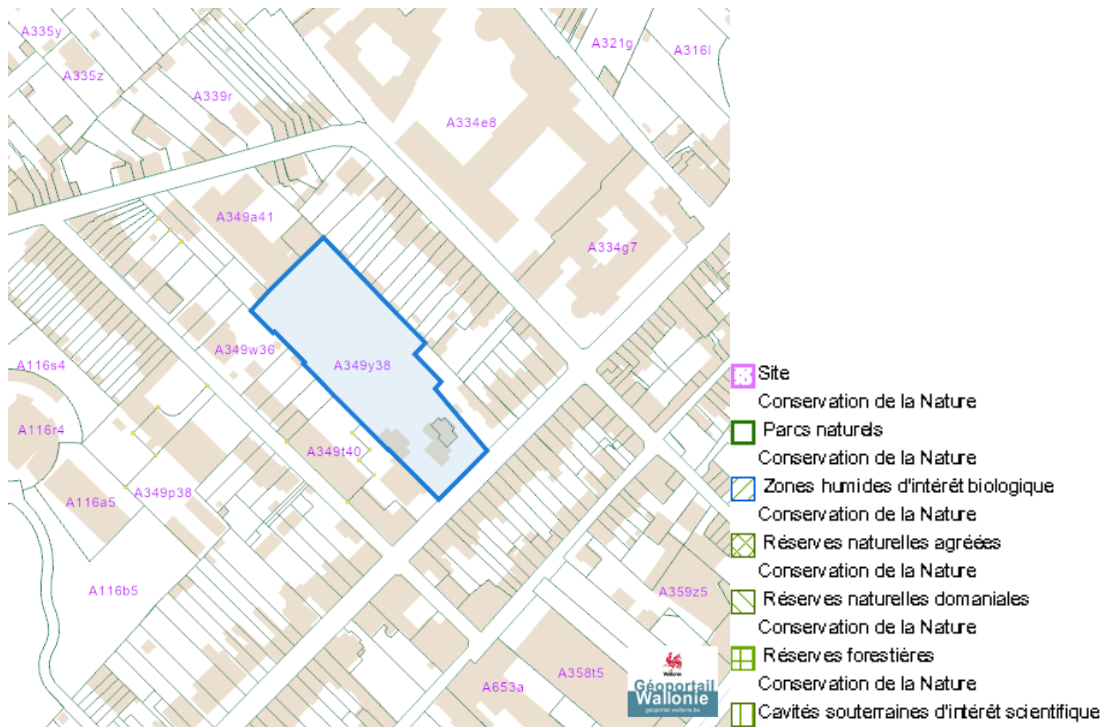 A335y
A321g
A316l
A335z
A339r
A334e8
A349a41
A334g7
A349w36
A349y38
A116s4
A116r4
A349t40
A116a5
A349p38
A116b5
A359z5
A358t5
A653a
Wallonie
Géoportail
Wallonie
geoportail.wallonie.be
Site
Conservation de la Nature
Parcs naturels
Conservation de la Nature
Zones humides d'intérêt biologique
Conservation de la Nature
Réserves naturelles agréées
Conservation de la Nature
Réserves naturelles domaniales
Conservation de la Nature
Réserves forestières
Conservation de la Nature
Cavités souterraines d'intérêt scientifique